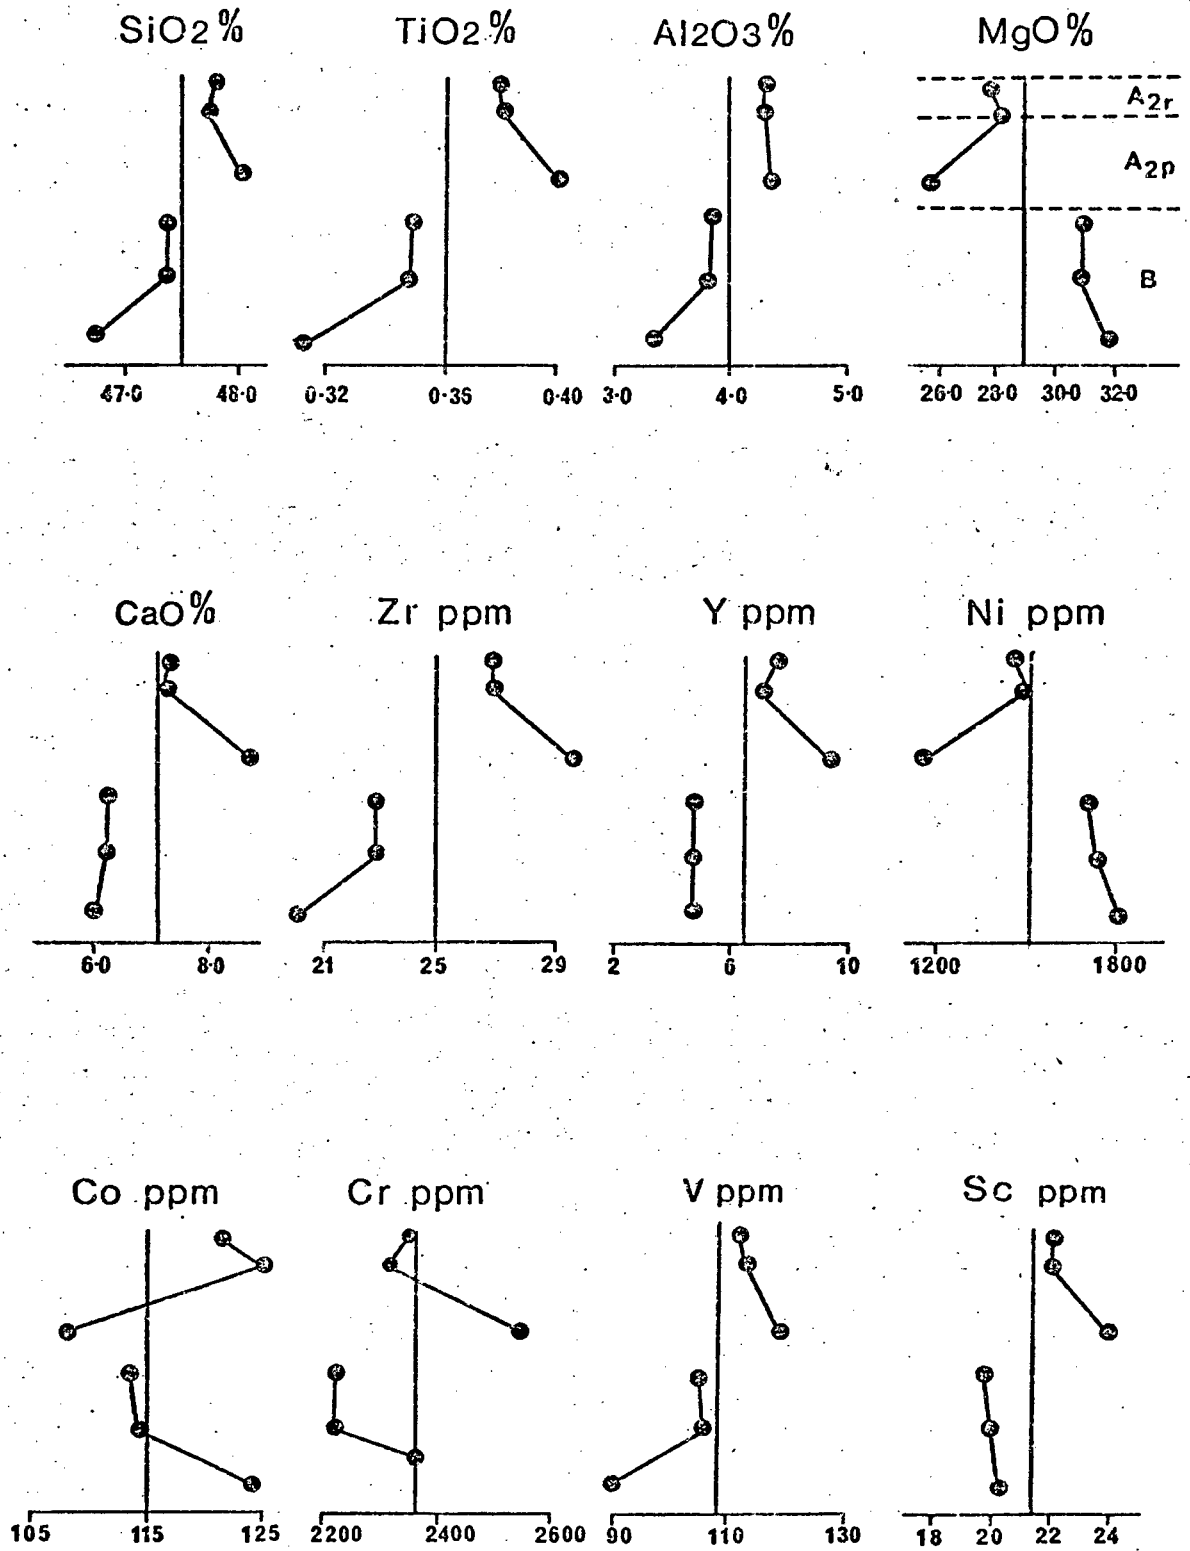 SiO2% TiO2% Al2O3% MgO%
A2r
A2p
B
47·0 48·0 0·32 0·36 0·40 3·0 4·0 5·0 26·0 28·0 30·0 32·0
CaO% Zr ppm Y ppm Ni ppm
6·0 8·0 21 25 29 2 6 10 1200 1800
Co ppm Cr ppm V ppm Sc ppm
105 115 125 2200 2400 2600 90 110 130 18 20 22 24